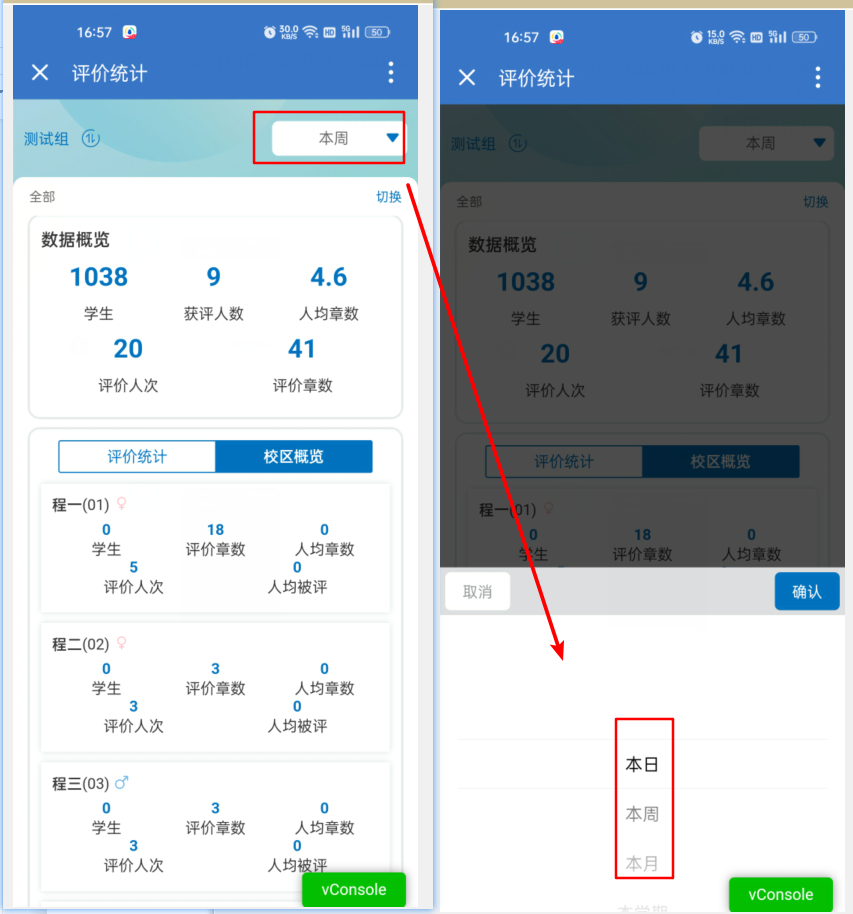 16:57 30.0 KB/S HD 5G 50
评价统计
测试组 本周
全部 切换
数据概览
1038 9 4.6
学生 获评人数 人均章数
20 41
评价人次 评价章数
评价统计 校区概览
程一(01)
0 18 0
学生 评价章数 人均章数
5 0
评价人次 人均被评
程二(02)
0 3 0
学生 评价章数 人均章数
3 0
评价人次 人均被评
程三(03)
0 3 0
学生 评价章数 人均章数
3 0
评价人次 人均被评
vConsole
16:57 15.0 KB/S HD 5G 50
评价统计
测试组 本周
全部 切换
数据概览
1038 9 4.6
学生 获评人数 人均章数
20 41
评价人次 评价章数
评价统计 校区概览
程一(01)
0 18 0
学生 评价章数 人均章数
取消 确认
本日
本周
本月
本学期
vConsole